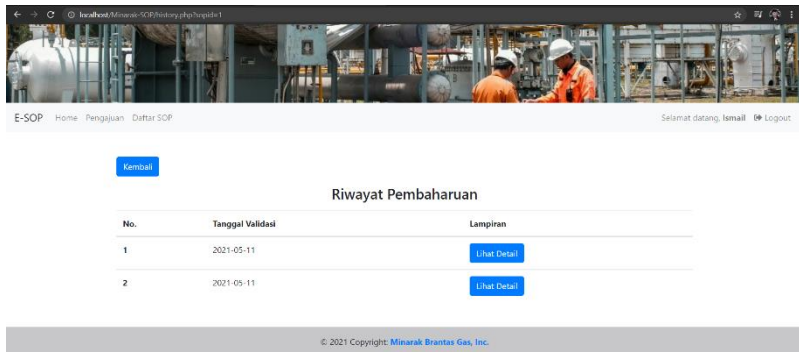 localhost/Minarak-SOP/history.php?sopid=1
E-SOP Home Pengajuan Daftar SOP Selamat datang, Ismail Logout
Kembali
Riwayat Pembaharuan
No. Tanggal Validasi Lampiran
1 2021-05-11 Lihat Detail
2 2021-05-11 Lihat Detail
© 2021 Copyright: Minarak Brantas Gas, Inc.